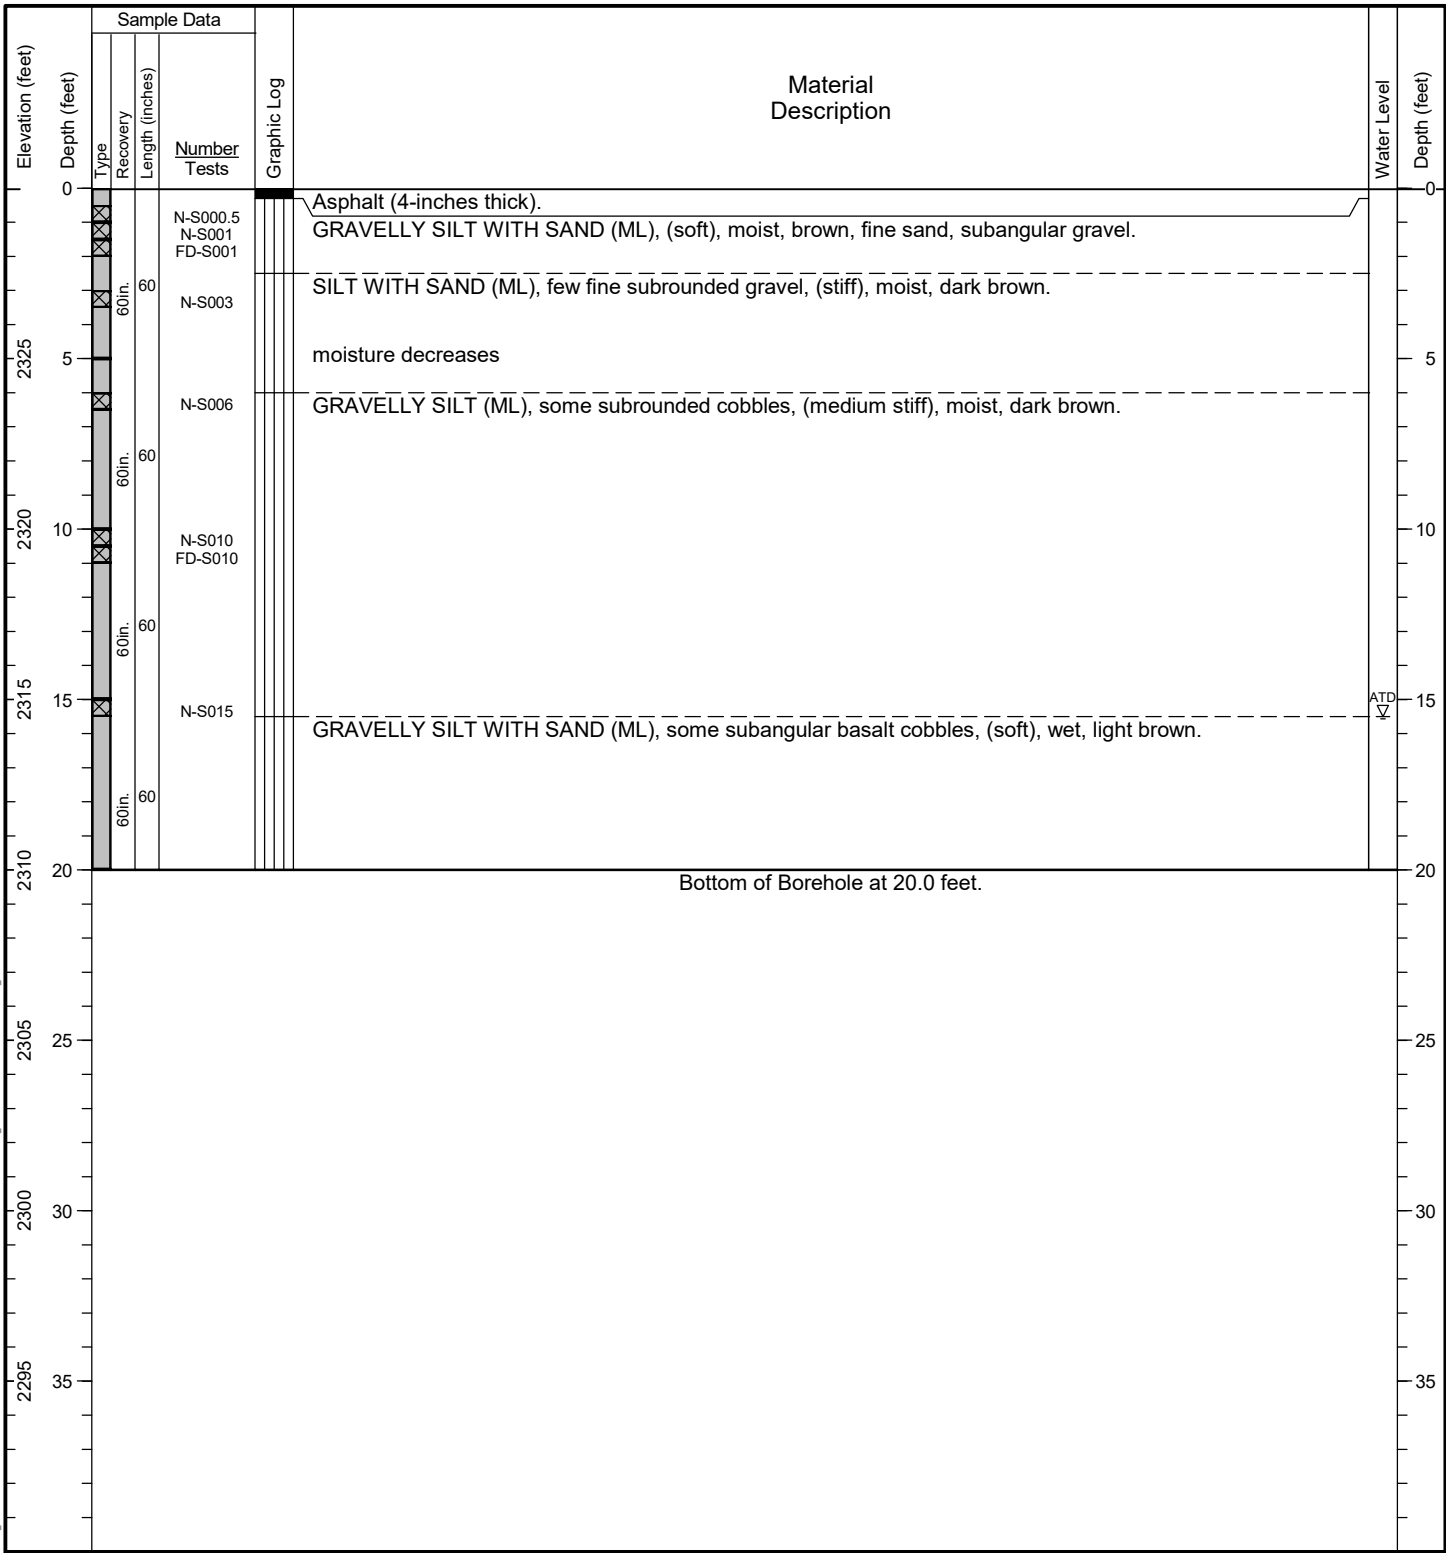 Sample Data
Elevation (feet)
Depth (feet)
Type
Recovery
Length (inches)
Number
Tests
Graphic Log
Material
Description
Water Level
Depth (feet)
0
0
Asphalt (4-inches thick).
N-S000.5
N-S001
GRAVELLY SILT WITH SAND (ML), (soft), moist, brown, fine sand, subangular gravel.
FD-S001
60in.
60
SILT WITH SAND (ML), few fine subrounded gravel, (stiff), moist, dark brown.
N-S003
2325
5
moisture decreases
5
N-S006
GRAVELLY SILT (ML), some subrounded cobbles, (medium stiff), moist, dark brown.
60in.
60
2320
10
10
N-S010
FD-S010
60in.
60
2315
15
ATD
15
N-S015
GRAVELLY SILT WITH SAND (ML), some subangular basalt cobbles, (soft), wet, light brown.
60in.
60
2310
20
20
Bottom of Borehole at 20.0 feet.
2305
25
25
2300
30
30
2295
35
35